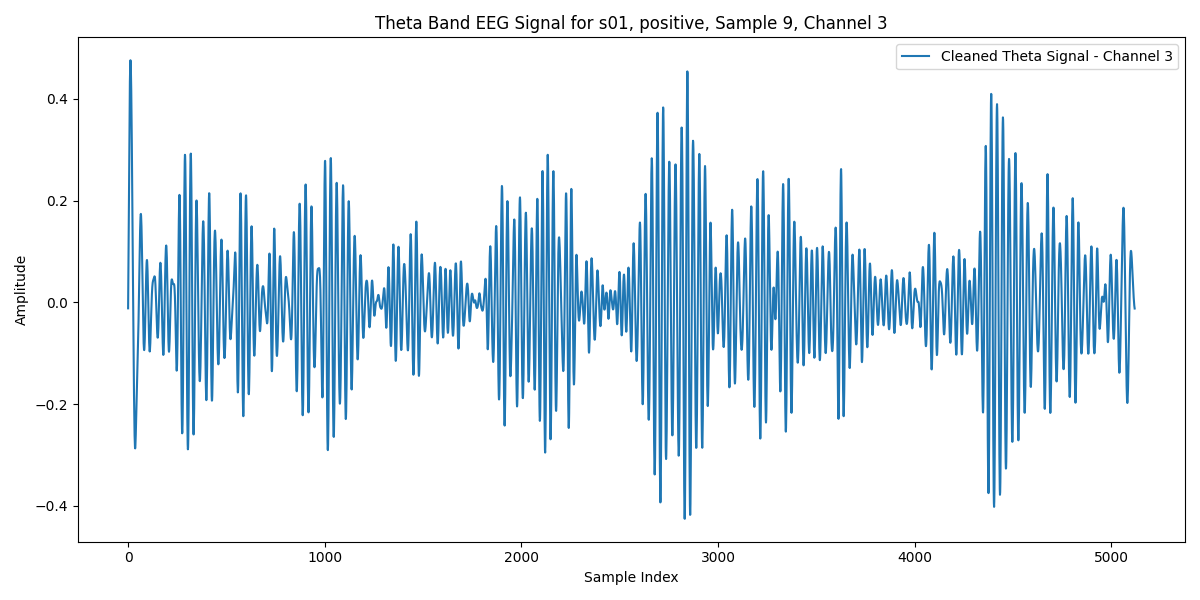 Theta Band EEG Signal for s01, positive, Sample 9, Channel 3
Cleaned Theta Signal - Channel 3
0.4
0.2
0.0
−0.2
−0.4
Amplitude
0
1000
2000
3000
4000
5000
Sample Index